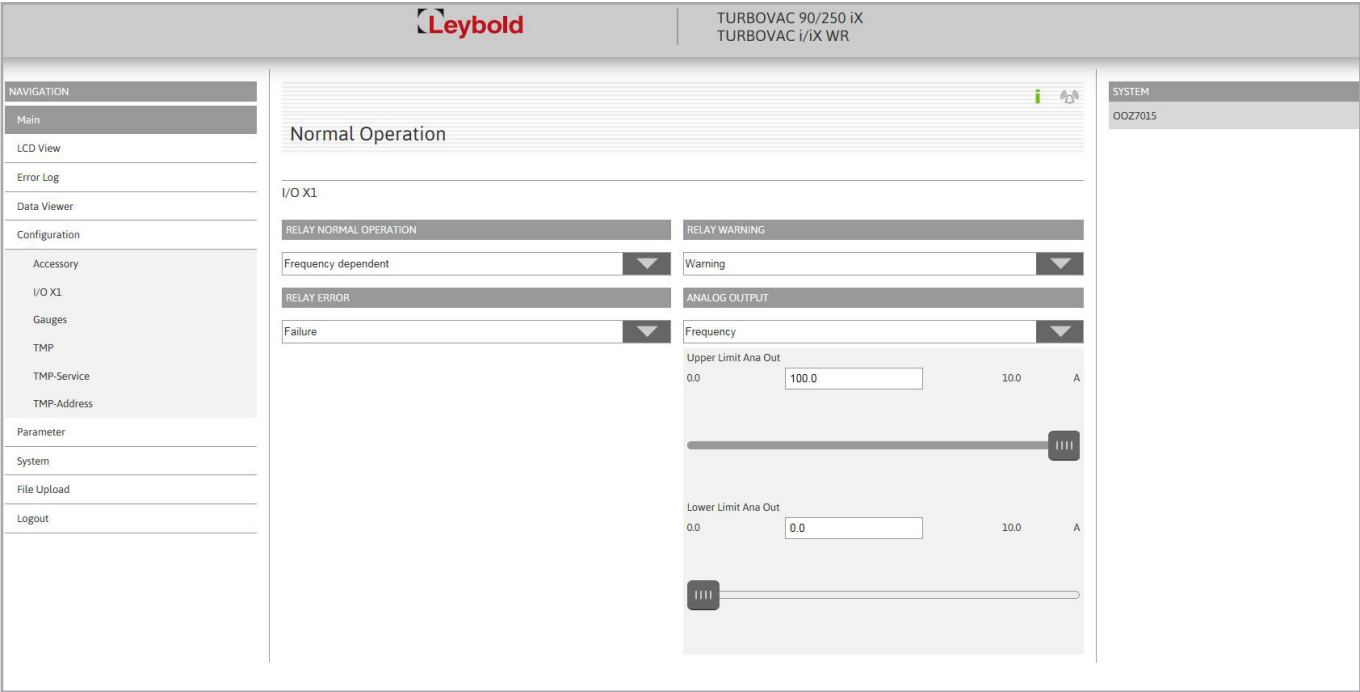 Leybold
TURBOVAC 90/250 iX
TURBOVAC i/iX WR
NAVIGATION
Main
LCD View
Error Log
Data Viewer
Configuration
Accessory
I/O X1
Gauges
TMP
TMP-Service
TMP-Address
Parameter
System
File Upload
Logout
i
Normal Operation
I/O X1
RELAY NORMAL OPERATION
Frequency dependent
RELAY WARNING
Warning
RELAY ERROR
Failure
ANALOG OUTPUT
Frequency
Upper Limit Ana Out
0.0 100.0 10.0 A
Lower Limit Ana Out
0.0 0.0 10.0 A
SYSTEM
OOZ7015